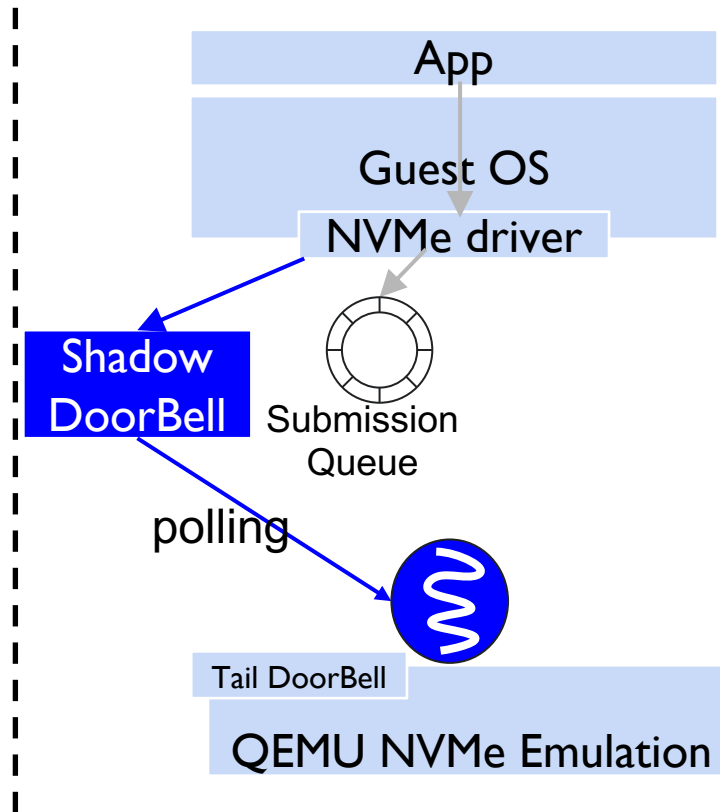 App
Guest OS
NVMe driver
Shadow
DoorBell
Submission
Queue
polling
Tail DoorBell
QEMU NVMe Emulation